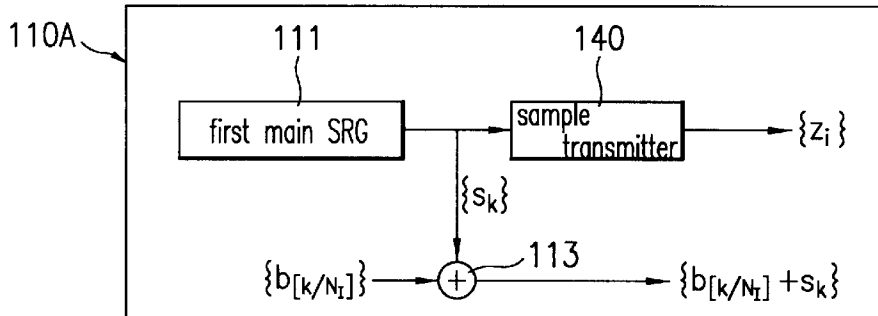 110A
111
140
first main SRG
sample
transmitter
{z_i}
{s_k}
113
{b_[k/N_I]}
+
{b_[k/N_I]+s_k}